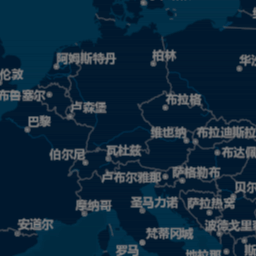 柏林
阿姆斯特丹
华沙
伦敦
布鲁塞尔
卢森堡
布拉格
巴黎
维也纳
布拉迪斯拉
伯尔尼
瓦杜兹
布达佩
卢布尔雅那
萨格勒布
贝尔
摩纳哥
圣马力诺
萨拉热窝
安道尔
梵蒂冈城
波德戈里
罗马
地拉那